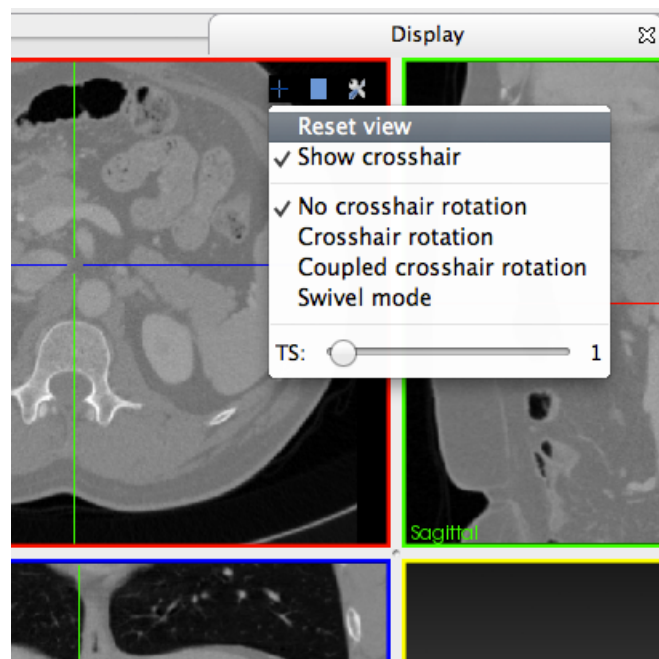 Display
Reset view
Show crosshair
No crosshair rotation
Crosshair rotation
Coupled crosshair rotation
Swivel mode
TS: 1
Sagittal